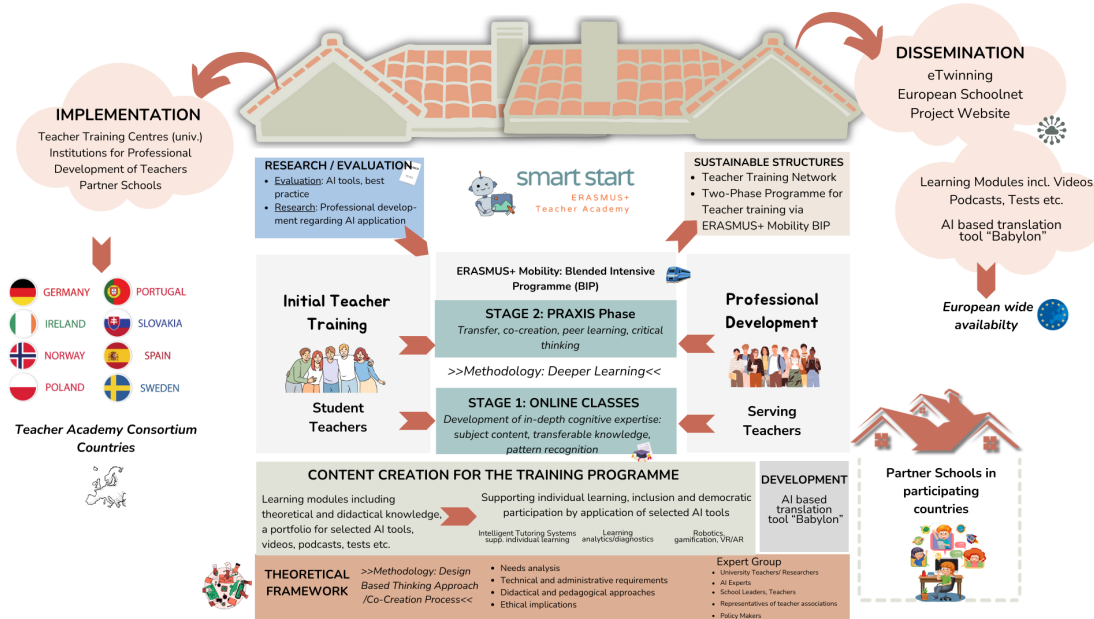 IMPLEMENTATION
Teacher Training Centres (univ.)
Institutions for Professional
Development of Teachers
Partner Schools
GERMANY
PORTUGAL
IRELAND
SLOVAKIA
NORWAY
SPAIN
POLAND
SWEDEN
Teacher Academy Consortium
Countries
RESEARCH / EVALUATION
• Evaluation: AI tools, best
practice
• Research: Professional develop-
ment regarding AI application
smart start
ERASMUS+
Teacher Academy
SUSTAINABLE STRUCTURES
• Teacher Training Network
• Two-Phase Programme for
Teacher training via
ERASMUS+ Mobility BIP
DISSEMINATION
eTwinning
European Schoolnet
Project Website
Learning Modules incl. Videos
Podcasts, Tests etc.
AI based translation
tool “Babylon”
European wide
availabilty
Initial Teacher
Training
Student
Teachers
ERASMUS+ Mobility: Blended Intensive
Programme (BIP)
STAGE 2: PRAXIS Phase
Transfer, co-creation, peer learning, critical
thinking
>>Methodology: Deeper Learning<<
STAGE 1: ONLINE CLASSES
Development of in-depth cognitive expertise:
subject content, transferable knowledge,
pattern recognition
Professional
Development
Serving
Teachers
CONTENT CREATION FOR THE TRAINING PROGRAMME
Learning modules including
theoretical and didactical knowledge,
a portfolio for selected AI tools,
videos, podcasts, tests etc.
Supporting individual learning, inclusion and democratic
participation by application of selected AI tools
Intelligent Tutoring Systems
supp. individual learning
Learning
analytics/diagnostics
Robotics,
gamification, VR/AR
DEVELOPMENT
AI based
translation
tool “Babylon”
Partner Schools in
participating
countries
THEORETICAL
FRAMEWORK
>>Methodology: Design
Based Thinking Approach
/Co-Creation Process<<
• Needs analysis
• Technical and administrative requirements
• Didactical and pedagogical approaches
• Ethical implications
Expert Group
• University Teachers/ Researchers
• AI Experts
• School Leaders, Teachers
• Representatives of teacher associations
• Policy Makers